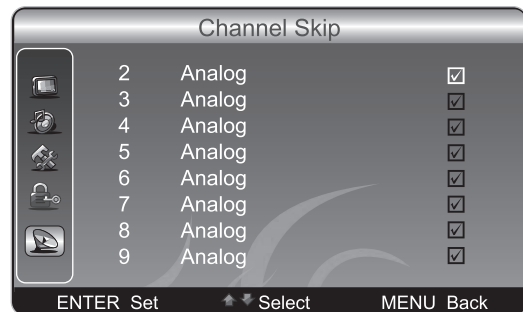 Channel Skip
2 Analog
3 Analog
4 Analog
5 Analog
6 Analog
7 Analog
8 Analog
9 Analog
ENTER Set Select MENU Back